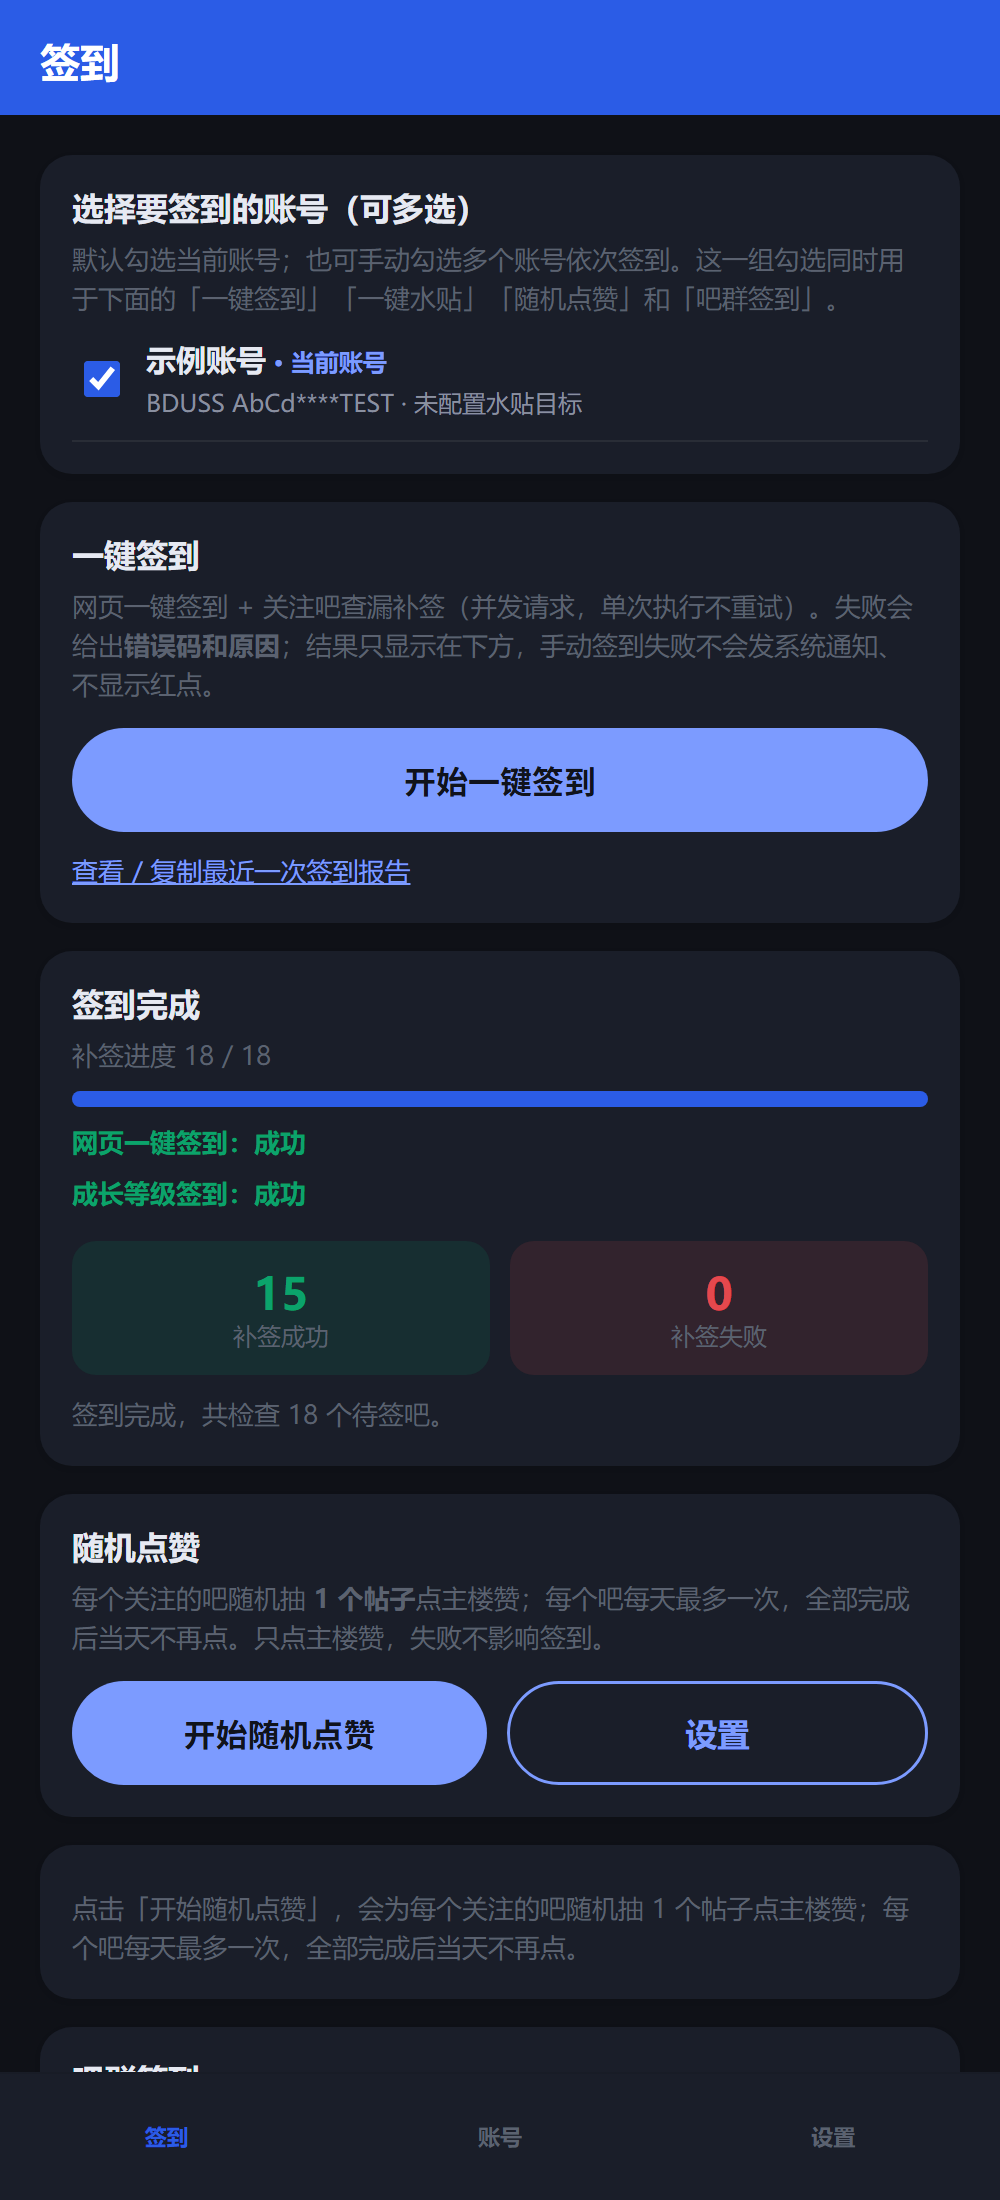 签到
选择要签到的账号（可多选）
默认勾选当前账号；也可手动勾选多个账号依次签到。这一组勾选同时用
于下面的「一键签到」「一键水贴」「随机点赞」和「吧群签到」。
示例账号 · 当前账号
BDUSS AbCd****TEST · 未配置水贴目标
一键签到
网页一键签到 + 关注吧查漏补签（并发请求，单次执行不重试）。失败会
给出错误码和原因；结果只显示在下方，手动签到失败不会发系统通知、
不显示红点。
开始一键签到
查看 / 复制最近一次签到报告
签到完成
补签进度 18 / 18
网页一键签到：成功
成长等级签到：成功
15
补签成功
0
补签失败
签到完成，共检查 18 个待签吧。
随机点赞
每个关注的吧随机抽 1 个帖子点主楼赞；每个吧每天最多一次，全部完成
后当天不再点。只点主楼赞，失败不影响签到。
开始随机点赞
设置
点击「开始随机点赞」，会为每个关注的吧随机抽 1 个帖子点主楼赞；每
个吧每天最多一次，全部完成后当天不再点。
签到
账号
设置